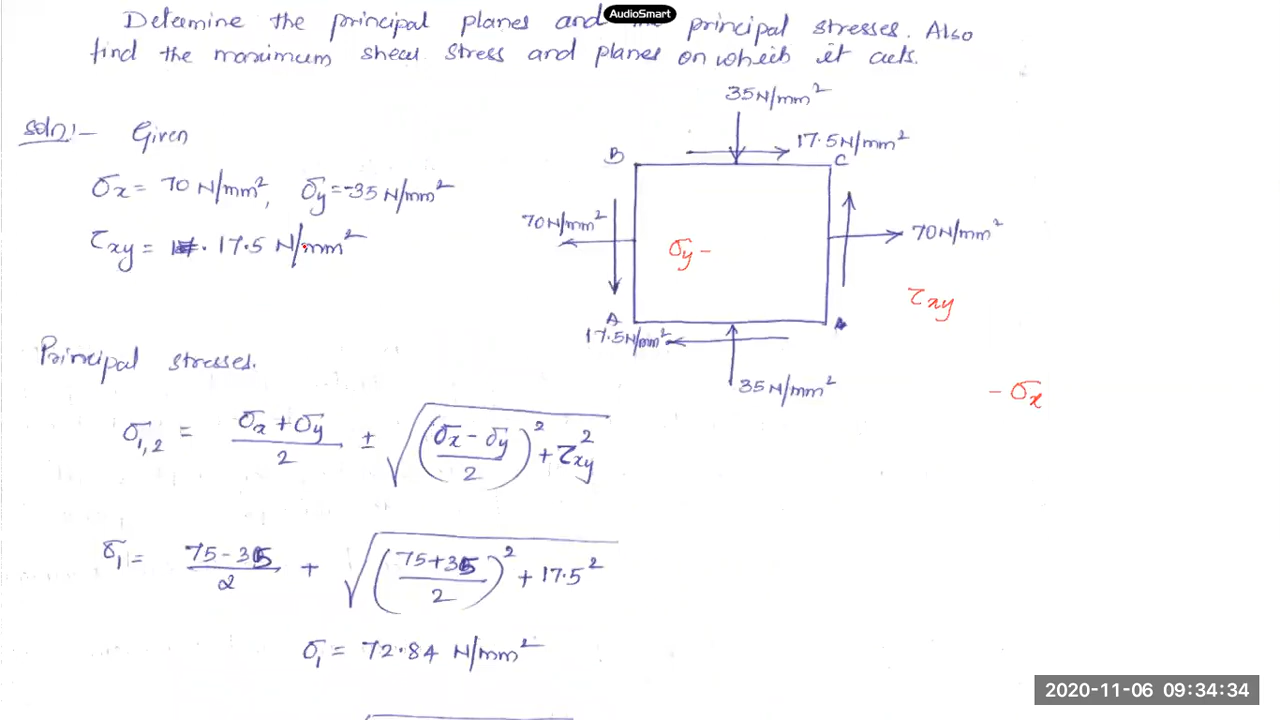 Determine the principal planes and the principal stresses. Also
AudioSmart
find the maximum shear stress and planes on which it acts.
35 N/mm²
Soln:- Given
17.5 N/mm²
B
C
σx = 70 N/mm², σy = -35 N/mm²
70 N/mm²
70 N/mm²
τxy = 17.5 N/mm²
σy -
τxy
A
17.5 N/mm²
Principal stresses.
35 N/mm²
- σx
σ1,2 = (σx + σy)/2 ± √(((σx - σy)/2)² + τxy²)
σ1 = (75 - 35)/2 + √(((75 + 35)/2)² + 17.5²)
σ1 = 72.84 N/mm²
2020-11-06 09:34:34